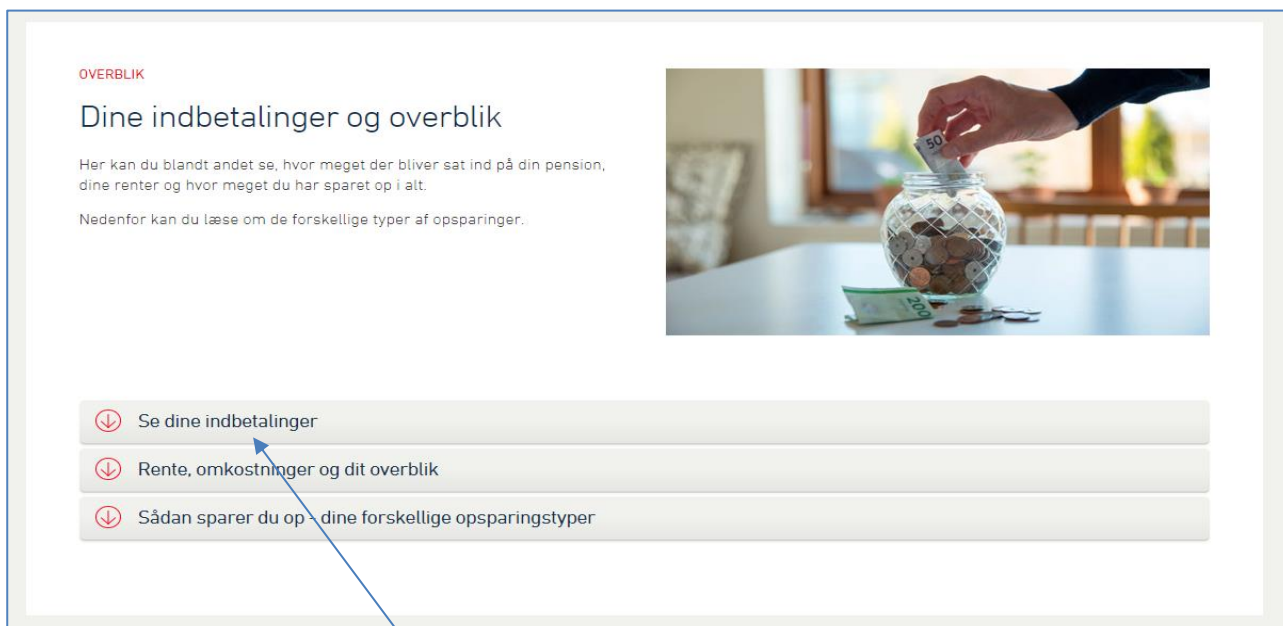 OVERBLIK
Dine indbetalinger og overblik
Her kan du blandt andet se, hvor meget der bliver sat ind på din pension,
dine renter og hvor meget du har sparet op i alt.
Nedenfor kan du læse om de forskellige typer af opsparinger.
50
200
Se dine indbetalinger
Rente, omkostninger og dit overblik
Sådan sparer du op - dine forskellige opsparingstyper